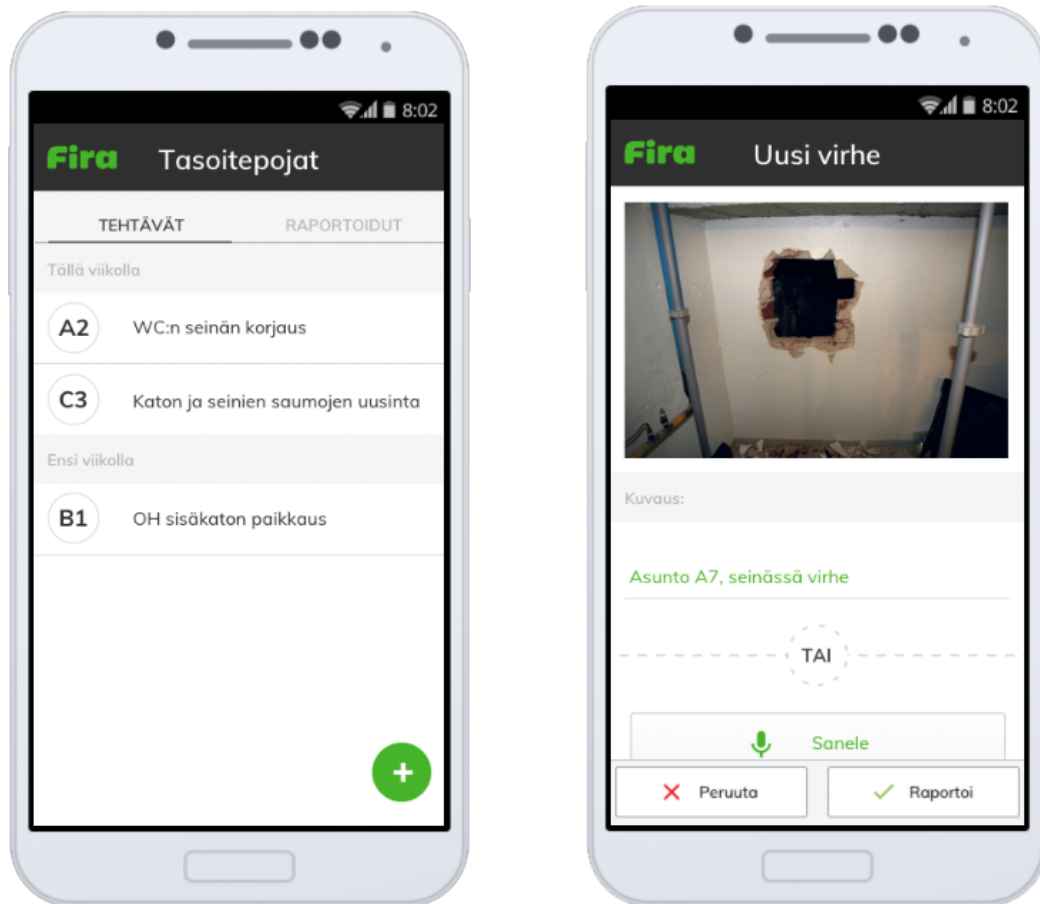 8:02
Fira Tasoitepojat
TEHTÄVÄT RAPORTOIDUT
Tällä viikolla
A2 WC:n seinän korjaus
C3 Katon ja seinien saumojen uusinta
Ensi viikolla
B1 OH sisäkaton paikkaus
+
8:02
Fira Uusi virhe
Kuvaus:
Asunto A7, seinässä virhe
TAI
Sanele
Peruuta Raportoi